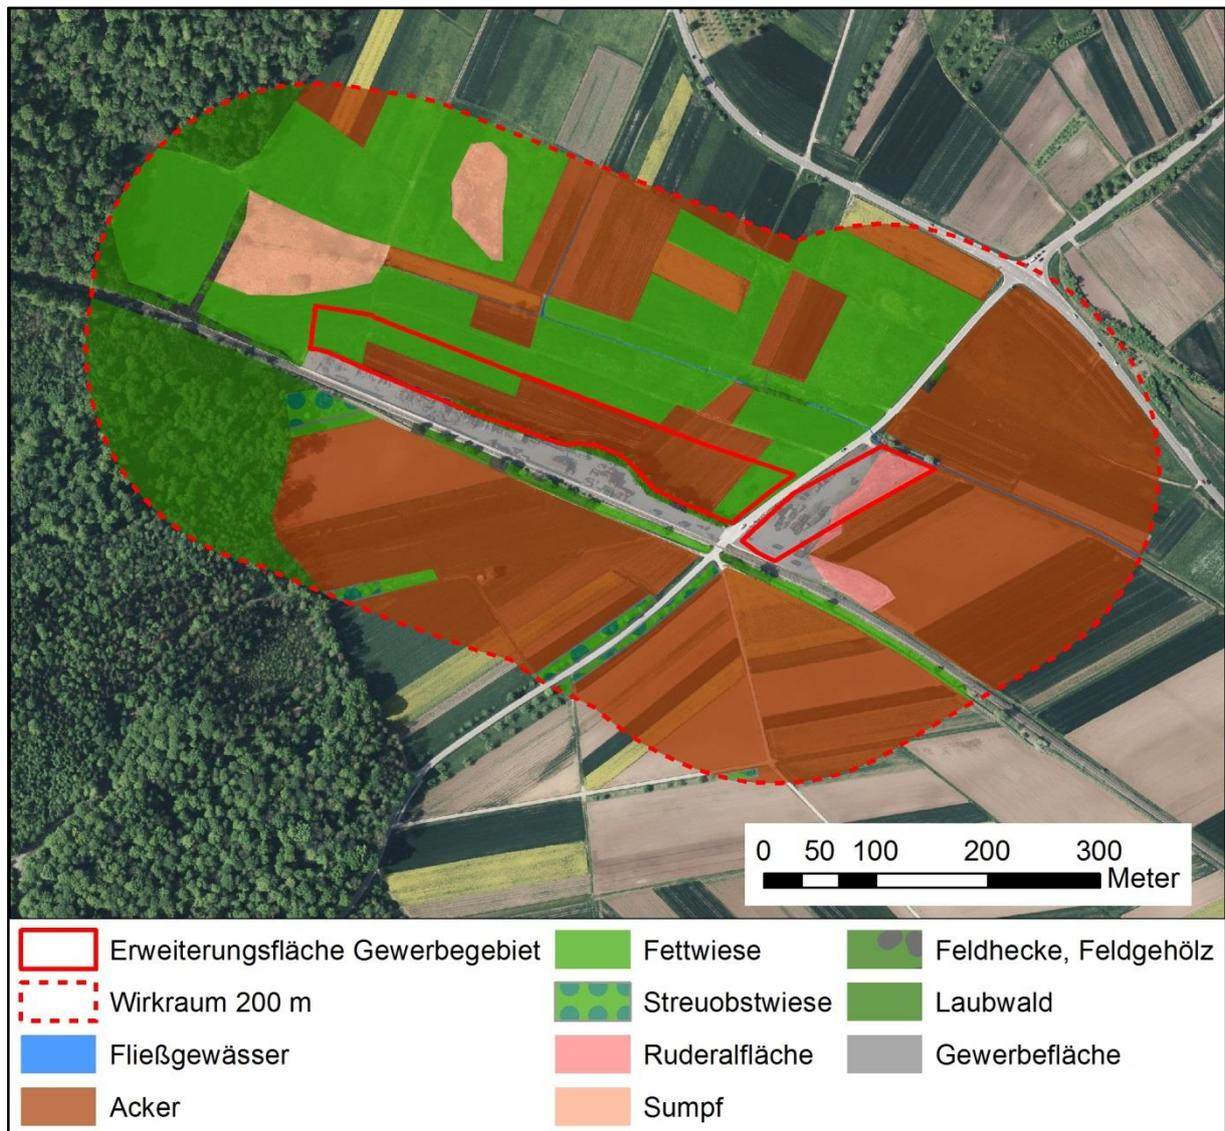 0 50 100 200 300
Meter
Erweiterungsfläche Gewerbegebiet
Wirkraum 200 m
Fließgewässer
Acker
Fettwiese
Streuobstwiese
Ruderalfläche
Sumpf
Feldhecke, Feldgehölz
Laubwald
Gewerbefläche